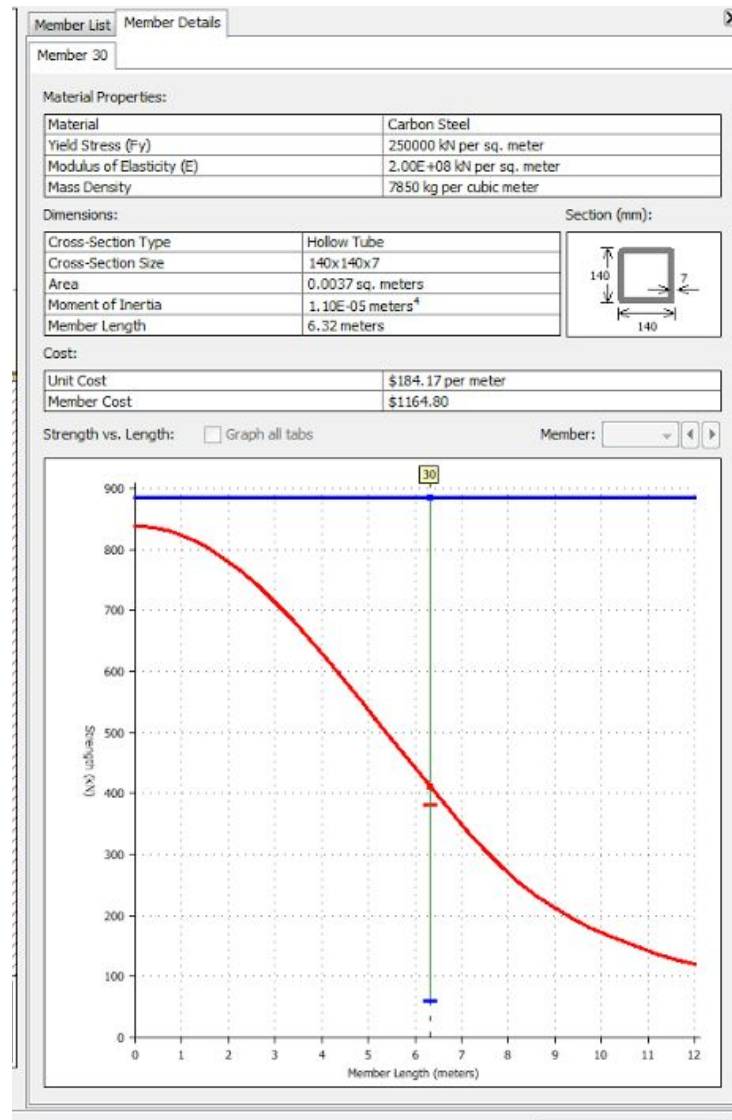 Member List Member Details
Member 30
Material Properties:
Material Carbon Steel
Yield Stress (Fy) 250000 kN per sq. meter
Modulus of Elasticity (E) 2.00E+08 kN per sq. meter
Mass Density 7850 kg per cubic meter
Dimensions: Section (mm):
Cross-Section Type Hollow Tube
Cross-Section Size 140x140x7
Area 0.0037 sq. meters
Moment of Inertia 1.10E-05 meters⁴
Member Length 6.32 meters
140 7
140
Cost:
Unit Cost $184.17 per meter
Member Cost $1164.80
Strength vs. Length: Graph all tabs Member:
30
900
800
700
600
500
400
300
200
100
0
Strength (kN)
0 1 2 3 4 5 6 7 8 9 10 11 12
Member Length (meters)